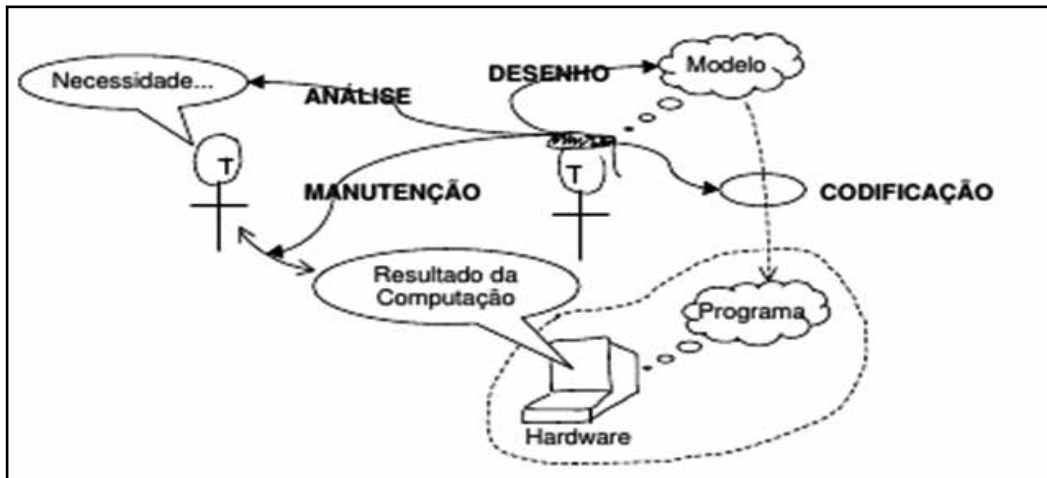 Necessidade...
ANÁLISE
DESENHO
Modelo
T
T
MANUTENÇÃO
CODIFICAÇÃO
Resultado da
Computação
Programa
Hardware